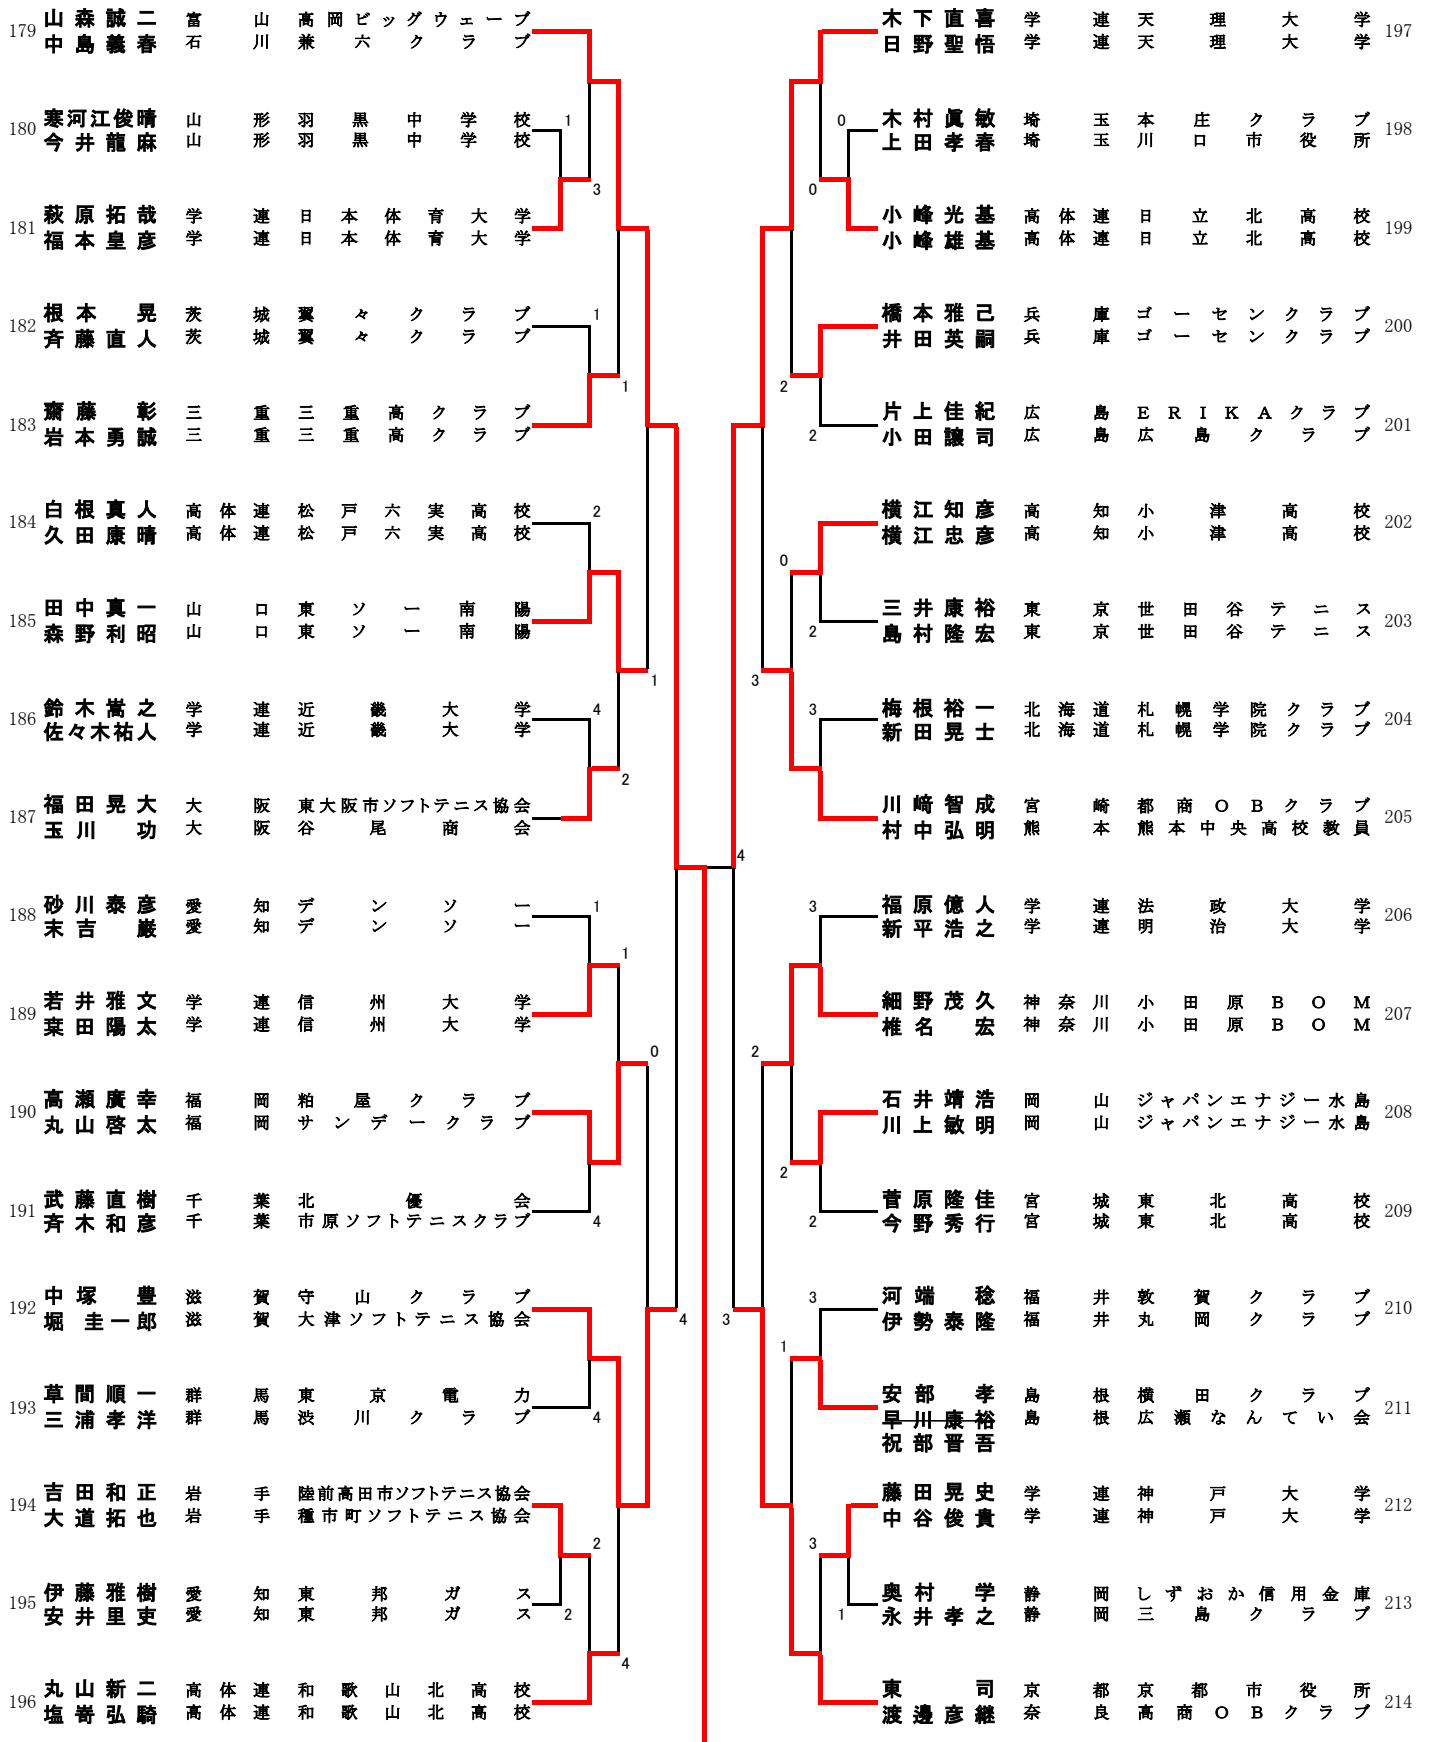 179 山森誠二 富山 高岡ビッグウェーブ
中島義春 石川 兼六クラブ
180 寒河江俊晴 山形 羽黒中学校
今井龍麻 山形 羽黒中学校
1
3
181 萩原拓哉 学連 日本体育大学
福本皇彦 学連 日本体育大学
182 根本晃 茨城 翼々クラブ
斉藤直人 茨城 翼々クラブ
1
1
183 齋藤彰 三重 三重高クラブ
岩本勇誠 三重 三重高クラブ
184 白根真人 高体連 松戸六実高校
久田康晴 高体連 松戸六実高校
2
185 田中真一 山口 東ソー南陽
森野利昭 山口 東ソー南陽
1
186 鈴木嵩之 学連 近畿大学
佐々木祐人 学連 近畿大学
4
2
187 福田晃大 大阪 東大阪市ソフトテニス協会
玉川功 大阪 谷尾商会
188 砂川泰彦 愛知 デンソー
末吉巌 愛知 デンソー
1
1
189 若井雅文 学連 信州大学
桒田陽太 学連 信州大学
0
190 高瀬廣幸 福岡 粕屋クラブ
丸山啓太 福岡 サンデークラブ
191 武藤直樹 千葉 北優会
斉木和彦 千葉 市原ソフトテニスクラブ
4
192 中塚豊 滋賀 守山クラブ
堀圭一郎 滋賀 大津ソフトテニス協会
4
193 草間順一 群馬 東京電力
三浦孝洋 群馬 渋川クラブ
4
194 吉田和正 岩手 陸前高田市ソフトテニス協会
大道拓也 岩手 種市町ソフトテニス協会
2
195 伊藤雅樹 愛知 東邦ガス
安井里吏 愛知 東邦ガス
2
4
196 丸山新二 高体連 和歌山北高校
塩嵜弘騎 高体連 和歌山北高校
木下直喜 学連 天理大学 197
日野聖悟 学連 天理大学
木村眞敏 埼玉 本庄クラブ 198
上田孝春 埼玉 川口市役所
0
0
小峰光基 高体連 日立北高校 199
小峰雄基 高体連 日立北高校
橋本雅己 兵庫 ゴーセンクラブ 200
井田英嗣 兵庫 ゴーセンクラブ
2
片上佳紀 広島 ERIKAクラブ 201
小田譲司 広島 広島クラブ
2
横江知彦 高知 小津高校 202
横江忠彦 高知 小津高校
0
三井康裕 東京 世田谷テニス 203
島村隆宏 東京 世田谷テニス
2
3
梅根裕一 北海道 札幌学院クラブ 204
新田晃士 北海道 札幌学院クラブ
3
川﨑智成 宮崎 都商OBクラブ 205
村中弘明 熊本 熊本中央高校教員
4
福原億人 学連 法政大学 206
新平浩之 学連 明治大学
3
細野茂久 神奈川 小田原BOM 207
椎名宏 神奈川 小田原BOM
2
石井靖浩 岡山 ジャパンエナジー水島 208
川上敏明 岡山 ジャパンエナジー水島
2
菅原隆佳 宮城 東北高校 209
今野秀行 宮城 東北高校
2
河端稔 福井 敦賀クラブ 210
伊勢泰隆 福井 丸岡クラブ
3
3
1
安部孝 島根 横田クラブ 211
早川康裕 島根 広瀬なんてい会
祝部晋吾
藤田晃史 学連 神戸大学 212
中谷俊貴 学連 神戸大学
3
奥村学 静岡 しずおか信用金庫 213
永井孝之 静岡 三島クラブ
1
東司 京都 京都市役所 214
渡邊彦継 奈良 高商OBクラブ